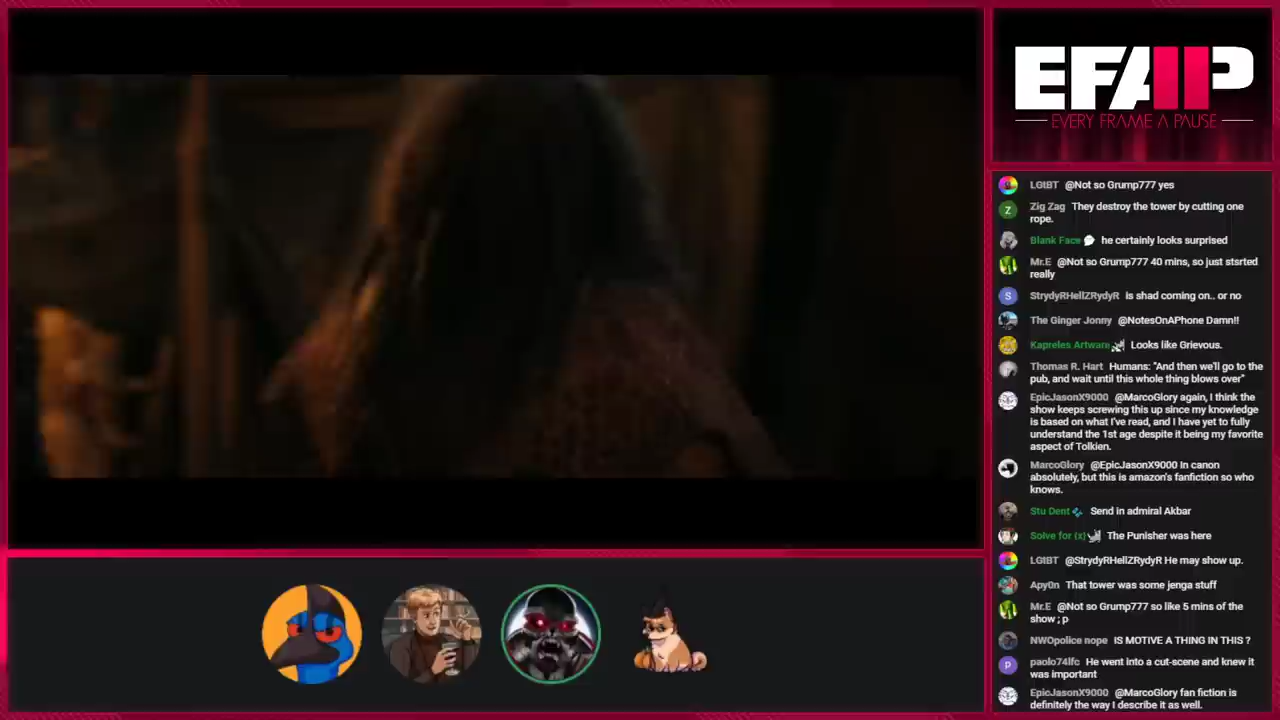 EFAP
EVERY FRAME A PAUSE
LGtBT @Not so Grump777 yes
Z
Zig Zag They destroy the tower by cutting one
rope.
Blank Face he certainly looks surprised
Mr.E @Not so Grump777 40 mins, so just stsrted
really
S
StrydyRHellZRydyR is shad coming on.. or no
The Ginger Jonny @NotesOnAPhone Damn!!
Kapreles Artware Looks like Grievous.
Thomas R. Hart Humans: "And then we'll go to the
pub, and wait until this whole thing blows over"
EpicJasonX9000 @MarcoGlory again, I think the
show keeps screwing this up since my knowledge
is based on what I've read, and I have yet to fully
understand the 1st age despite it being my favorite
aspect of Tolkien.
MarcoGlory @EpicJasonX9000 In canon
absolutely, but this is amazon's fanfiction so who
knows.
Stu Dent Send in admiral Akbar
Solve for (x) The Punisher was here
LGtBT @StrydyRHellZRydyR He may show up.
Apy0n That tower was some jenga stuff
Mr.E @Not so Grump777 so like 5 mins of the
show ; p
NWOpolice nope IS MOTIVE A THING IN THIS ?
P
paolo74lfc He went into a cut-scene and knew it
was important
EpicJasonX9000 @MarcoGlory fan fiction is
definitely the way I describe it as well.